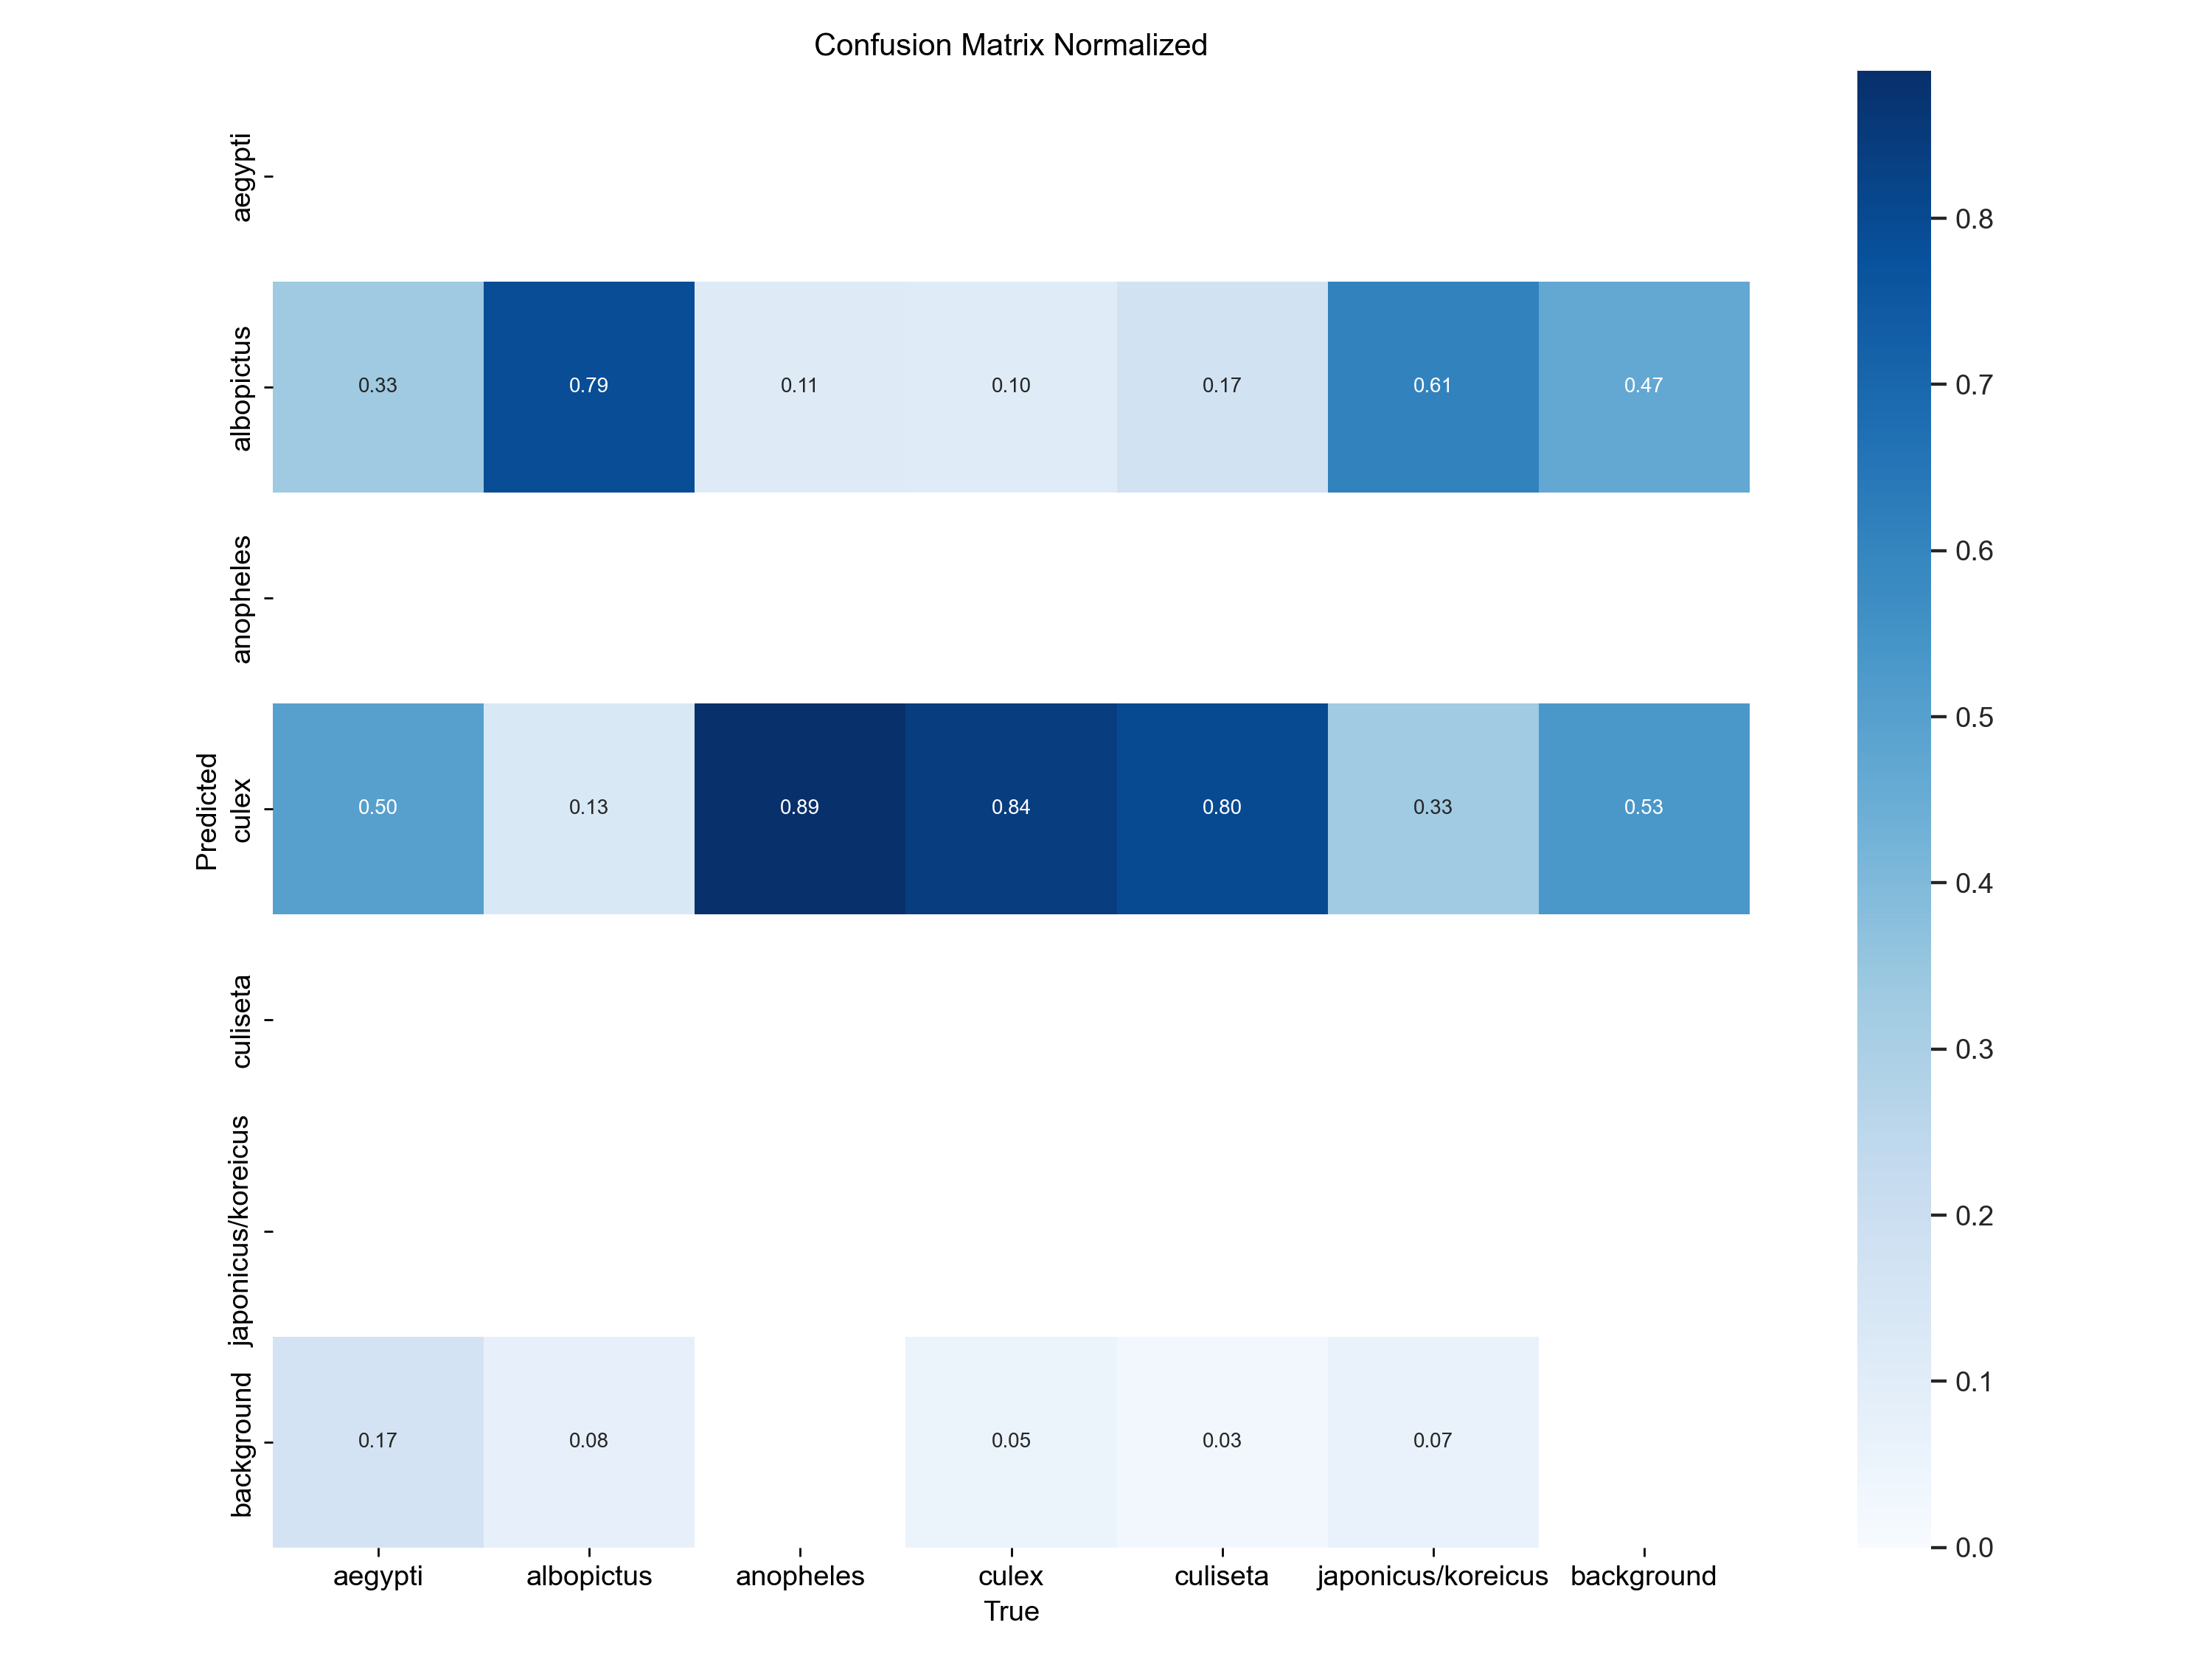 Confusion Matrix Normalized
aegypti
albopictus
0.33 0.79 0.11 0.10 0.17 0.61 0.47
anopheles
Predicted
culex
0.50 0.13 0.89 0.84 0.80 0.33 0.53
culiseta
japonicus/koreicus
background
0.17 0.08 0.05 0.03 0.07
aegypti albopictus anopheles culex culiseta japonicus/koreicus background
True
0.8
0.7
0.6
0.5
0.4
0.3
0.2
0.1
0.0